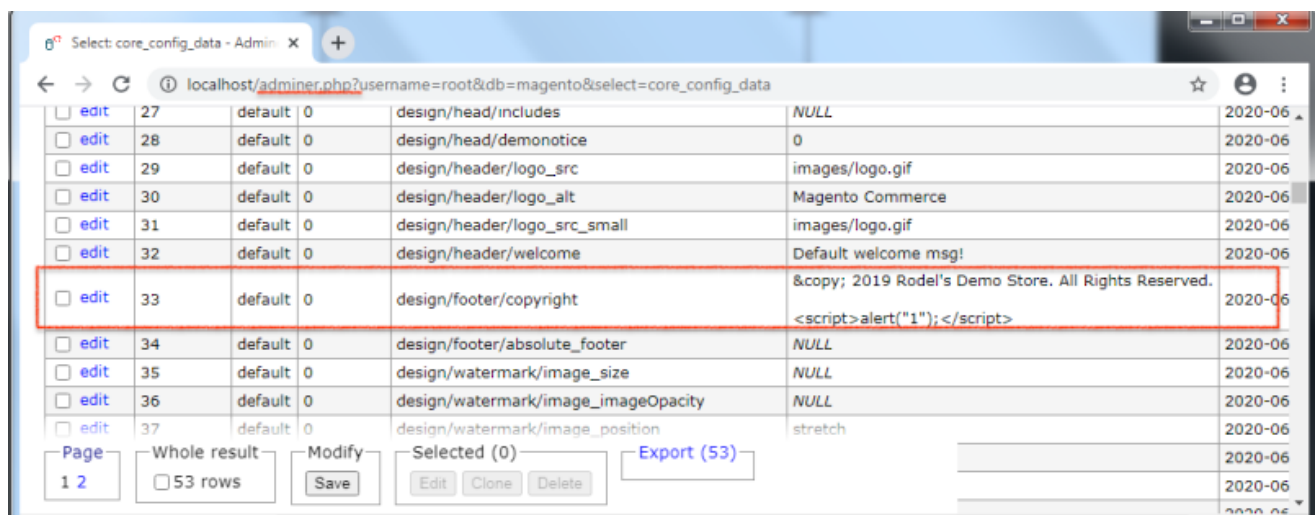 Select: core_config_data - Admin
localhost/adminer.php?username=root&db=magento&select=core_config_data
edit 27 default 0 design/head/includes NULL 2020-06
edit 28 default 0 design/head/demonotice 0 2020-06
edit 29 default 0 design/header/logo_src images/logo.gif 2020-06
edit 30 default 0 design/header/logo_alt Magento Commerce 2020-06
edit 31 default 0 design/header/logo_src_small images/logo.gif 2020-06
edit 32 default 0 design/header/welcome Default welcome msg! 2020-06
&copy; 2019 Rodel's Demo Store. All Rights Reserved.
edit 33 default 0 design/footer/copyright 2020-06
<script>alert("1");</script>
edit 34 default 0 design/footer/absolute_footer NULL 2020-06
edit 35 default 0 design/watermark/image_size NULL 2020-06
edit 36 default 0 design/watermark/image_imageOpacity NULL 2020-06
edit 37 default 0 design/watermark/image_position stretch 2020-06
Page Whole result Modify Selected (0) Export (53) 2020-06
1 2 53 rows Save Edit Clone Delete 2020-06